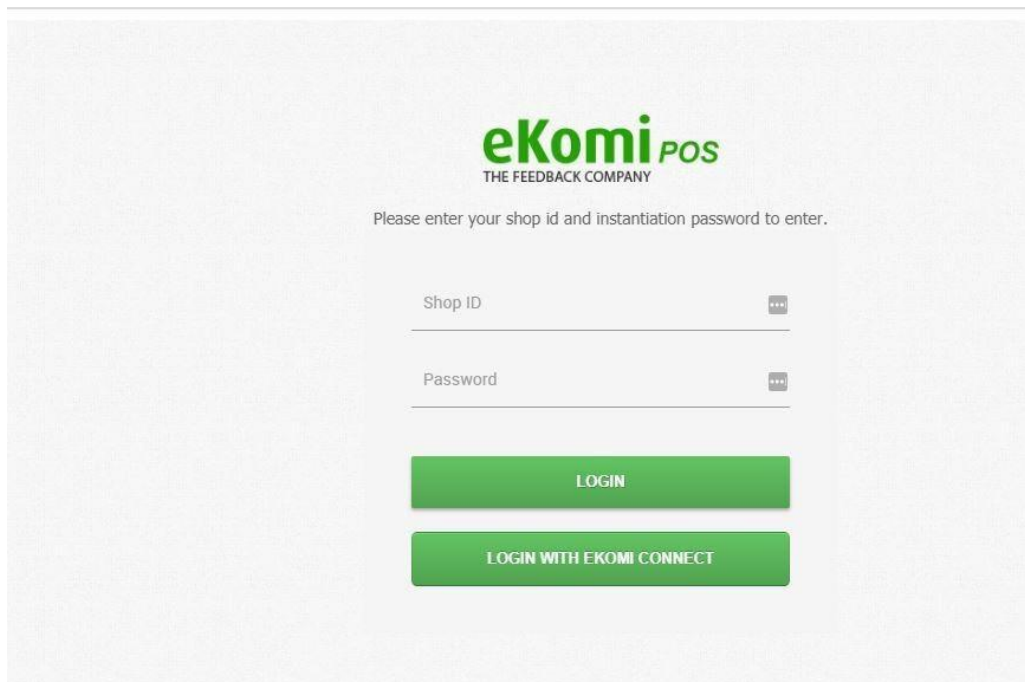 eKomi POS
THE FEEDBACK COMPANY
Please enter your shop id and instantiation password to enter.
Shop ID
Password
LOGIN
LOGIN WITH EKOMI CONNECT